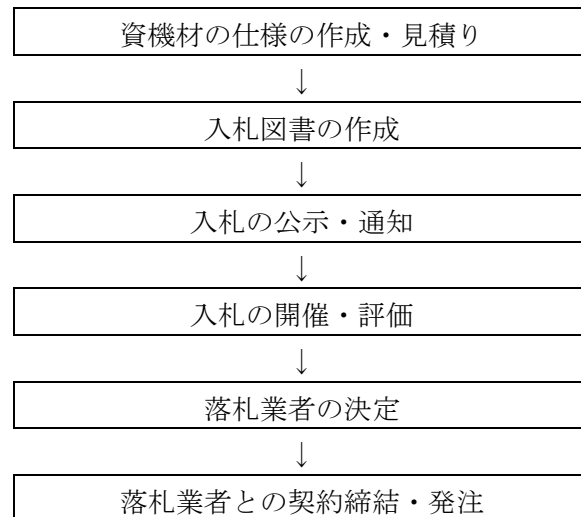 資機材の仕様の作成・見積り
↓
入札図書の作成
↓
入札の公示・通知
↓
入札の開催・評価
↓
落札業者の決定
↓
落札業者との契約締結・発注